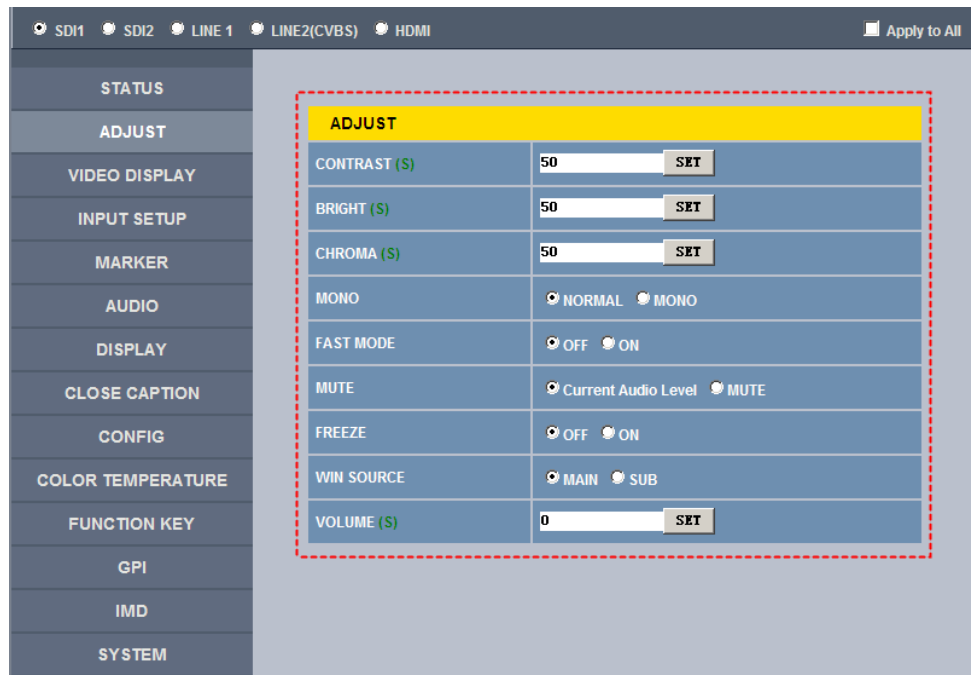 SDI1 SDI2 LINE 1 LINE2(CVBS) HDMI Apply to All
STATUS
ADJUST
VIDEO DISPLAY
INPUT SETUP
MARKER
AUDIO
DISPLAY
CLOSE CAPTION
CONFIG
COLOR TEMPERATURE
FUNCTION KEY
GPI
IMD
SYSTEM
ADJUST
CONTRAST (S) 50 SET
BRIGHT (S) 50 SET
CHROMA (S) 50 SET
MONO NORMAL MONO
FAST MODE OFF ON
MUTE Current Audio Level MUTE
FREEZE OFF ON
WIN SOURCE MAIN SUB
VOLUME (S) 0 SET